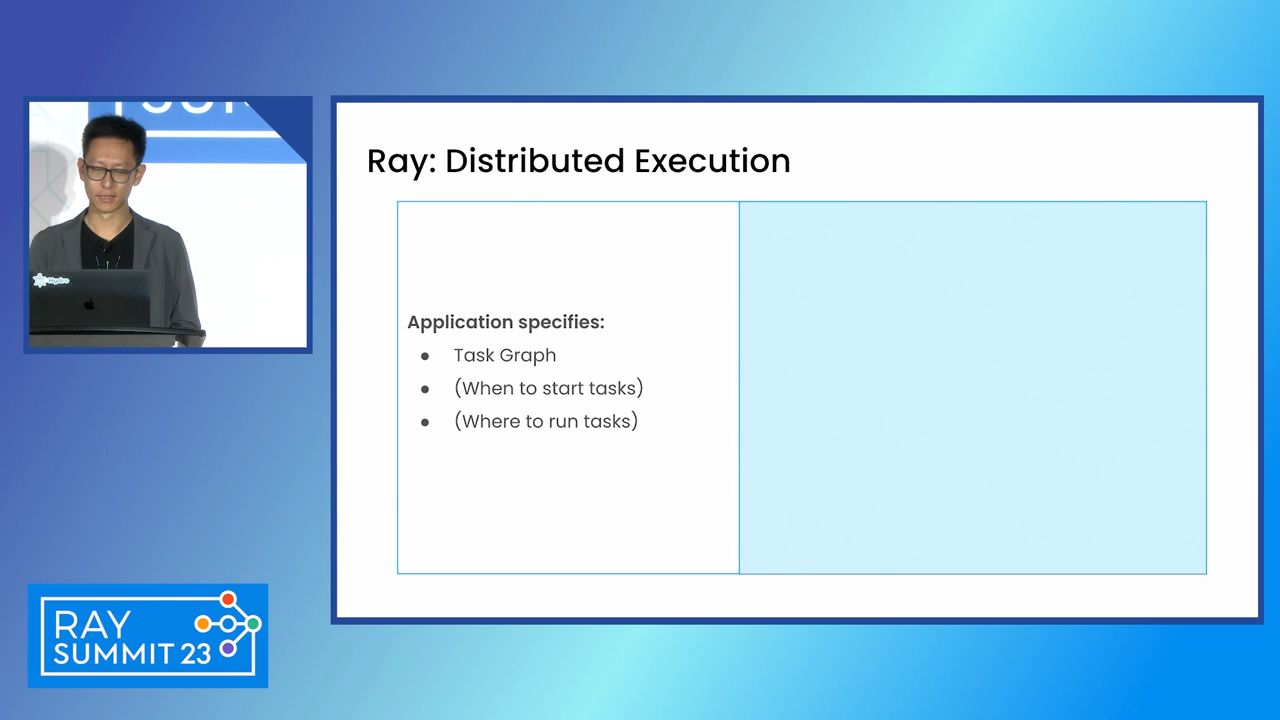 Ray: Distributed Execution
Application specifies:
● Task Graph
● (When to start tasks)
● (Where to run tasks)
RAY
SUMMIT 23